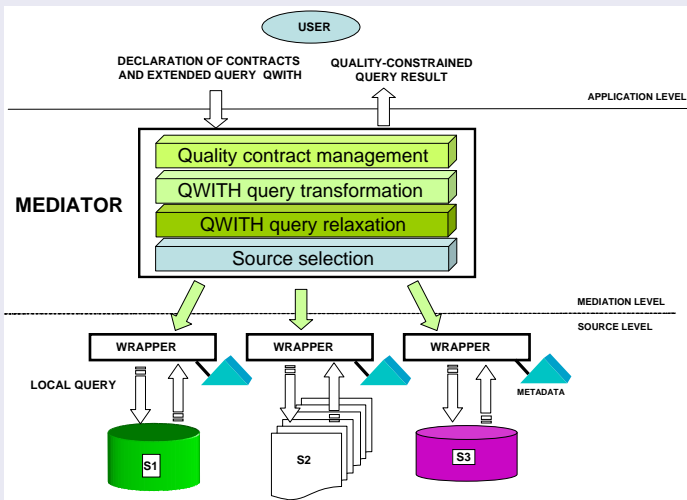 USER
DECLARATION OF CONTRACTS
AND EXTENDED QUERY QWITH
QUALITY-CONSTRAINED
QUERY RESULT
APPLICATION LEVEL
MEDIATOR
Quality contract management
QWITH query transformation
QWITH query relaxation
Source selection
MEDIATION LEVEL
SOURCE LEVEL
WRAPPER
WRAPPER
WRAPPER
LOCAL QUERY
METADATA
S1
S2
S3